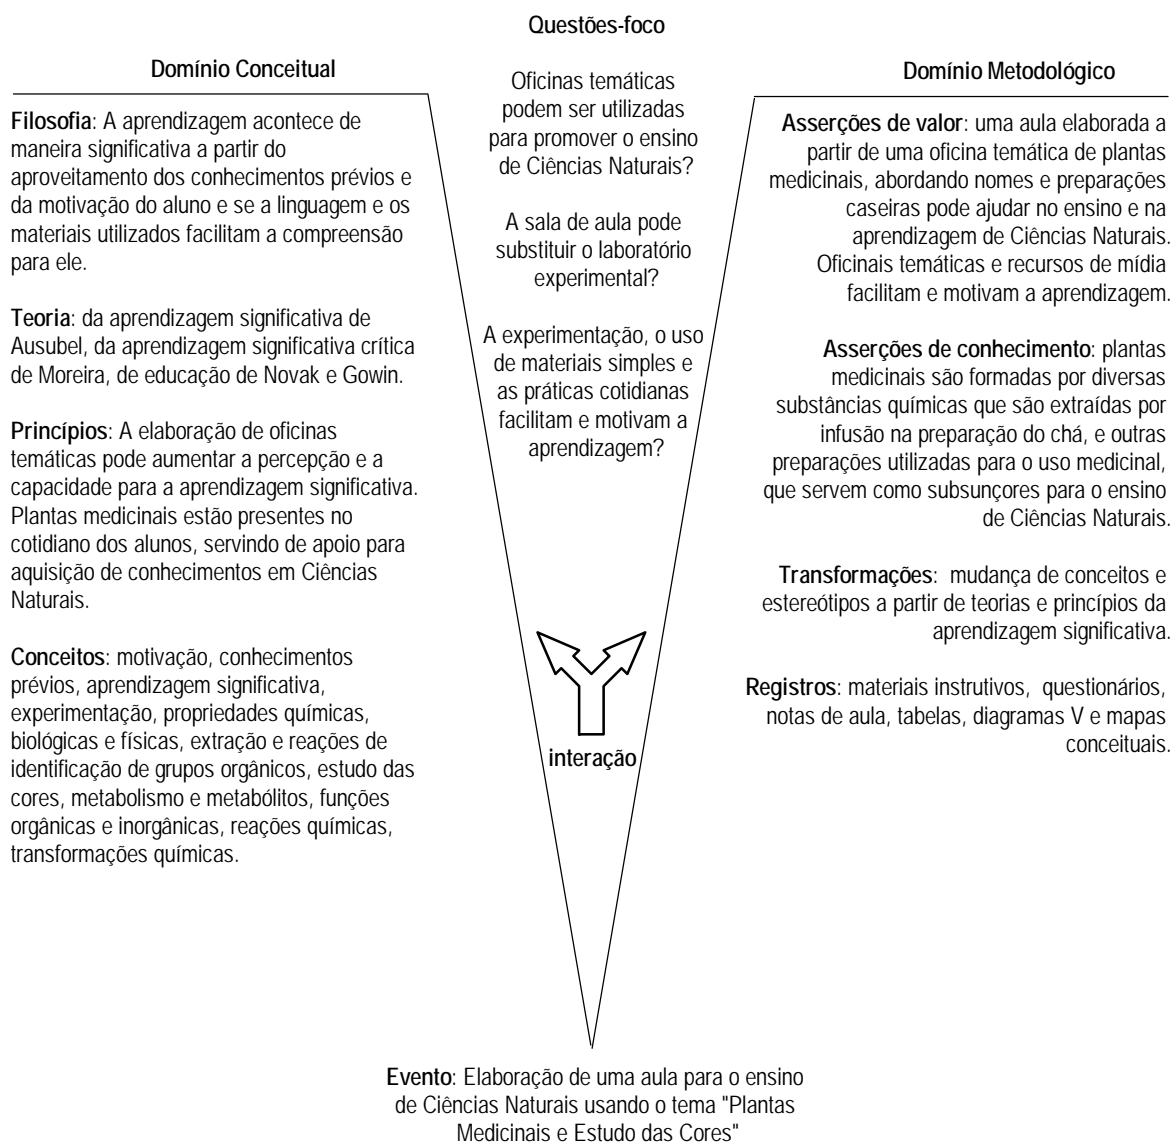 Questões-foco
Domínio Conceitual
Filosofia: A aprendizagem acontece de
maneira significativa a partir do
aproveitamento dos conhecimentos prévios e
da motivação do aluno e se a linguagem e os
materiais utilizados facilitam a compreensão
para ele.
Teoria: da aprendizagem significativa de
Ausubel, da aprendizagem significativa crítica
de Moreira, de educação de Novak e Gowin.
Princípios: A elaboração de oficinas
temáticas pode aumentar a percepção e a
capacidade para a aprendizagem significativa.
Plantas medicinais estão presentes no
cotidiano dos alunos, servindo de apoio para
aquisição de conhecimentos em Ciências
Naturais.
Conceitos: motivação, conhecimentos
prévios, aprendizagem significativa,
experimentação, propriedades químicas,
biológicas e físicas, extração e reações de
identificação de grupos orgânicos, estudo das
cores, metabolismo e metabólitos, funções
orgânicas e inorgânicas, reações químicas,
transformações químicas.
Oficinas temáticas
podem ser utilizadas
para promover o ensino
de Ciências Naturais?
A sala de aula pode
substituir o laboratório
experimental?
A experimentação, o uso
de materiais simples e
as práticas cotidianas
facilitam e motivam a
aprendizagem?
interação
Domínio Metodológico
Asserções de valor: uma aula elaborada a
partir de uma oficina temática de plantas
medicinais, abordando nomes e preparações
caseiras pode ajudar no ensino e na
aprendizagem de Ciências Naturais.
Oficinais temáticas e recursos de mídia
facilitam e motivam a aprendizagem.
Asserções de conhecimento: plantas
medicinais são formadas por diversas
substâncias químicas que são extraídas por
infusão na preparação do chá, e outras
preparações utilizadas para o uso medicinal,
que servem como subsunçores para o ensino
de Ciências Naturais.
Transformações: mudança de conceitos e
estereótipos a partir de teorias e princípios da
aprendizagem significativa.
Registros: materiais instrutivos, questionários,
notas de aula, tabelas, diagramas V e mapas
conceituais.
Evento: Elaboração de uma aula para o ensino
de Ciências Naturais usando o tema "Plantas
Medicinais e Estudo das Cores"